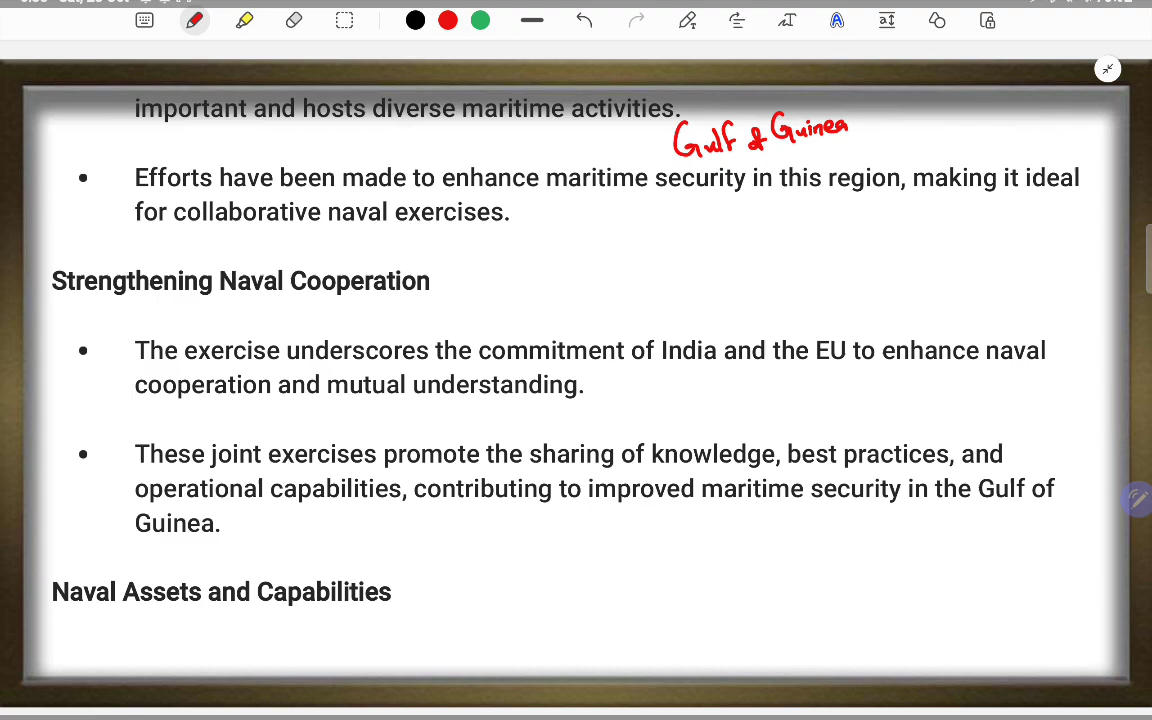 important and hosts diverse maritime activities.
Gulf of Guinea
• Efforts have been made to enhance maritime security in this region, making it ideal
for collaborative naval exercises.
Strengthening Naval Cooperation
• The exercise underscores the commitment of India and the EU to enhance naval
cooperation and mutual understanding.
• These joint exercises promote the sharing of knowledge, best practices, and
operational capabilities, contributing to improved maritime security in the Gulf of
Guinea.
Naval Assets and Capabilities